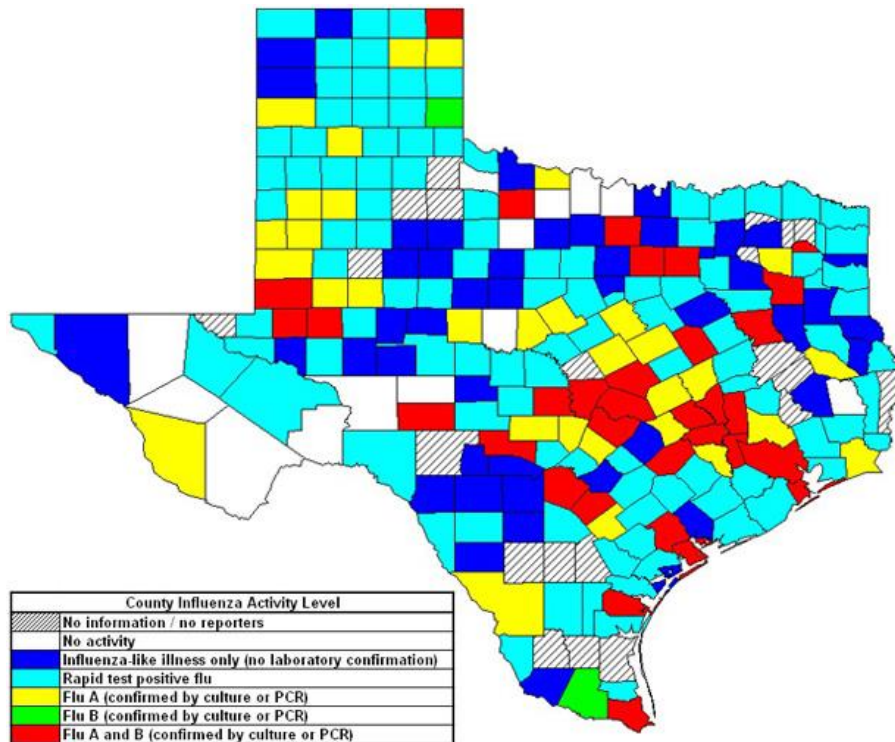 County Influenza Activity Level
No information / no reporters
No activity
Influenza-like illness only (no laboratory confirmation)
Rapid test positive flu
Flu A (confirmed by culture or PCR)
Flu B (confirmed by culture or PCR)
Flu A and B (confirmed by culture or PCR)